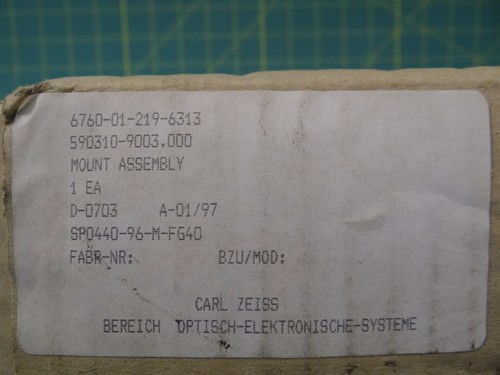 6760-01-219-6313
590310-9003.000
MOUNT ASSEMBLY
1 EA
D-0703 A-01/97
SP0440-96-M-FG40
FABR-NR: BZU/MOD:
CARL ZEISS
BEREICH OPTISCH-ELEKTRONISCHE-SYSTEME